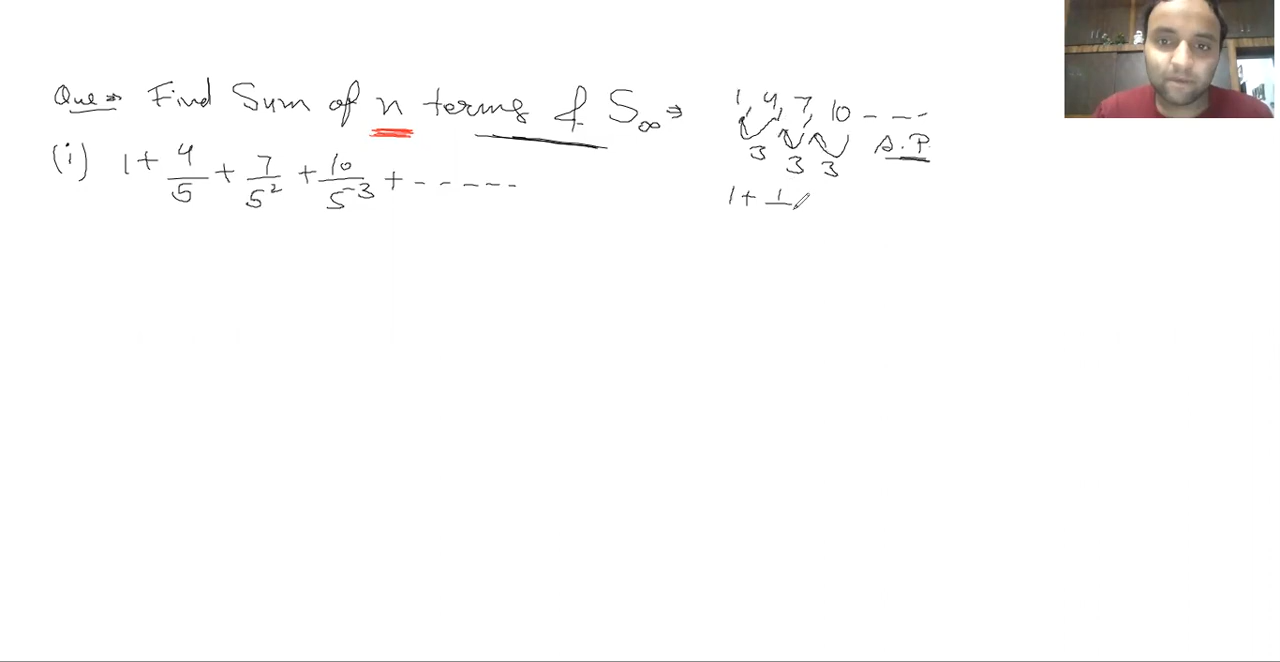 Que ⇒ Find Sum of n terms & S∞ ⇒
(i) 1 + 4/5 + 7/5² + 10/5³ + - - - - -
1, 4, 7, 10 - - -
3 3 3 A.P.
1 + 1/